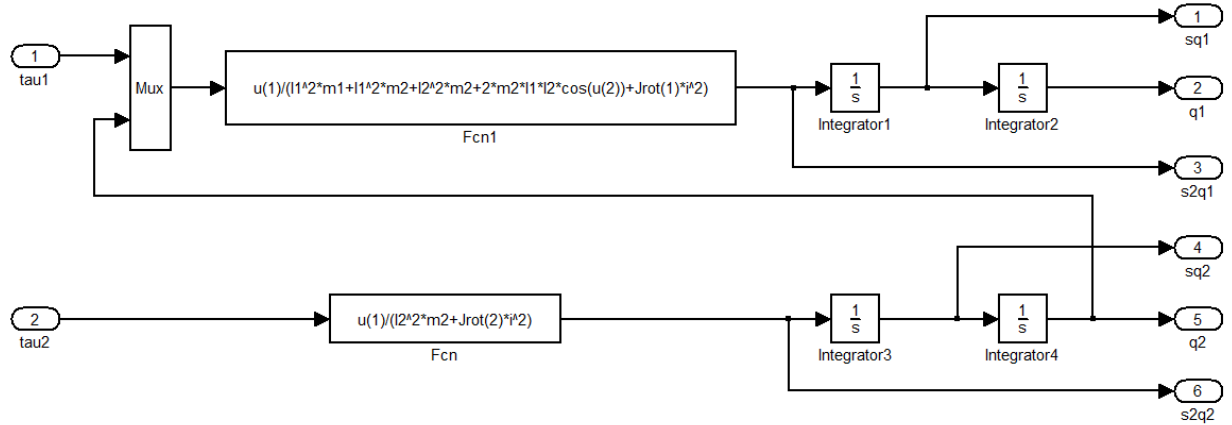 1
sq1
1
tau1
Mux
u(1)/(l1^2*m1+l1^2*m2+l2^2*m2+2*m2*l1*l2*cos(u(2))+Jrot(1)*i^2)
Fcn1
1
s
Integrator1
1
s
Integrator2
2
q1
3
s2q1
4
sq2
2
tau2
u(1)/(l2^2*m2+Jrot(2)*i^2)
Fcn
1
s
Integrator3
1
s
Integrator4
5
q2
6
s2q2